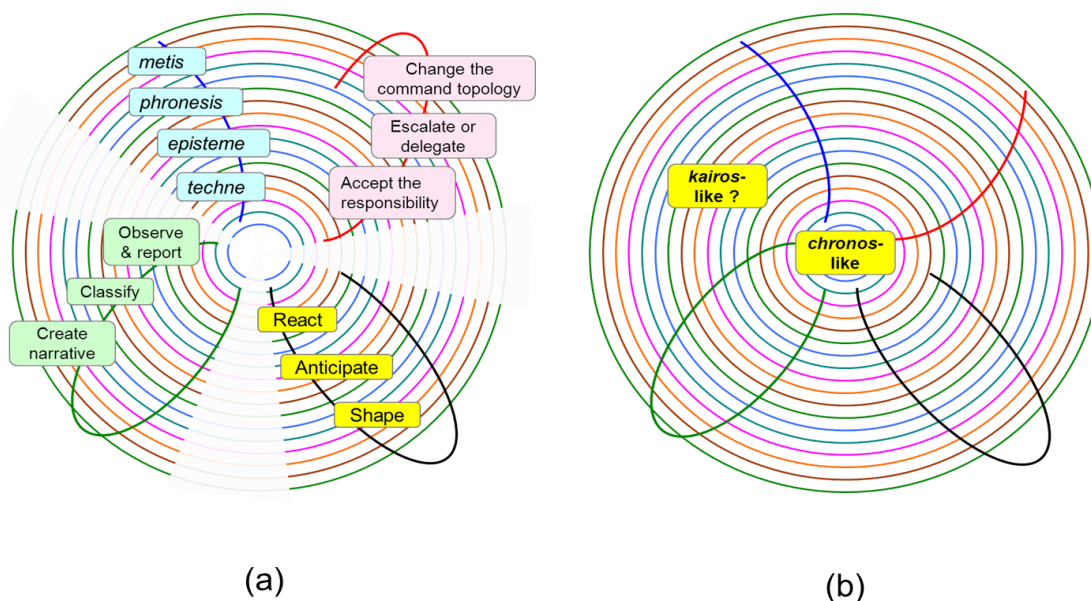 metis
phronesis
episteme
techne
Change the
command topology
Escalate or
delegate
Accept the
responsibility
Observe
& report
Classify
Create
narrative
React
Anticipate
Shape
(a)
kairos-
like ?
chronos-
like
(b)